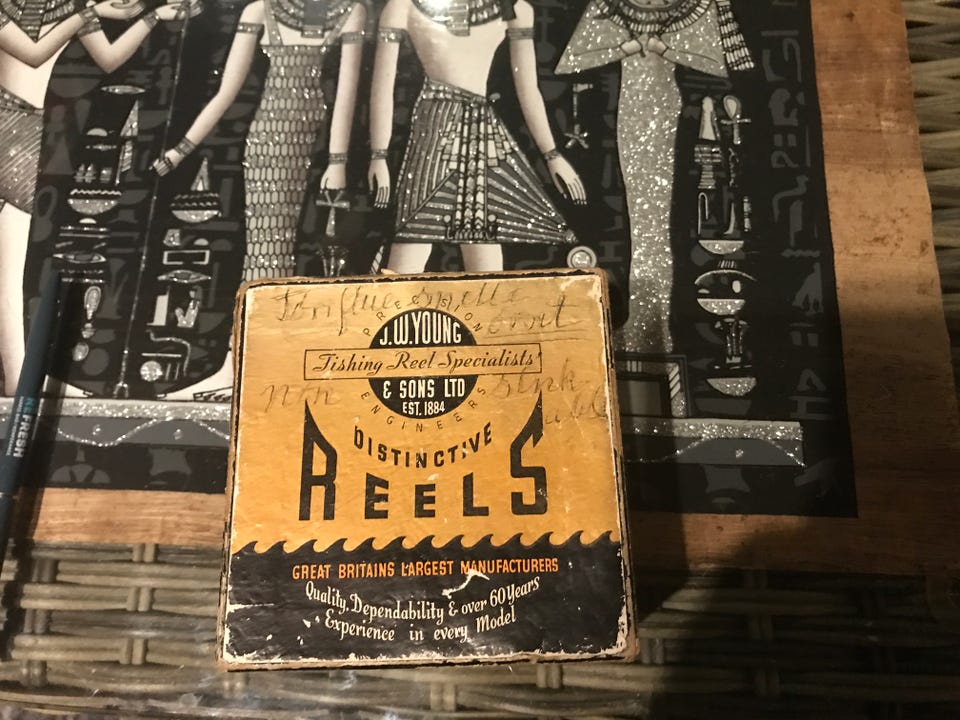 PRECISION
J.W.YOUNG
Fishing Reel Specialists
& SONS LTD
EST. 1884
ENGINEERS
DISTINCTIVE
REELS
GREAT BRITAINS LARGEST MANUFACTURERS
Quality, Dependability & over 60 Years
Experience in every Model
REFRESH